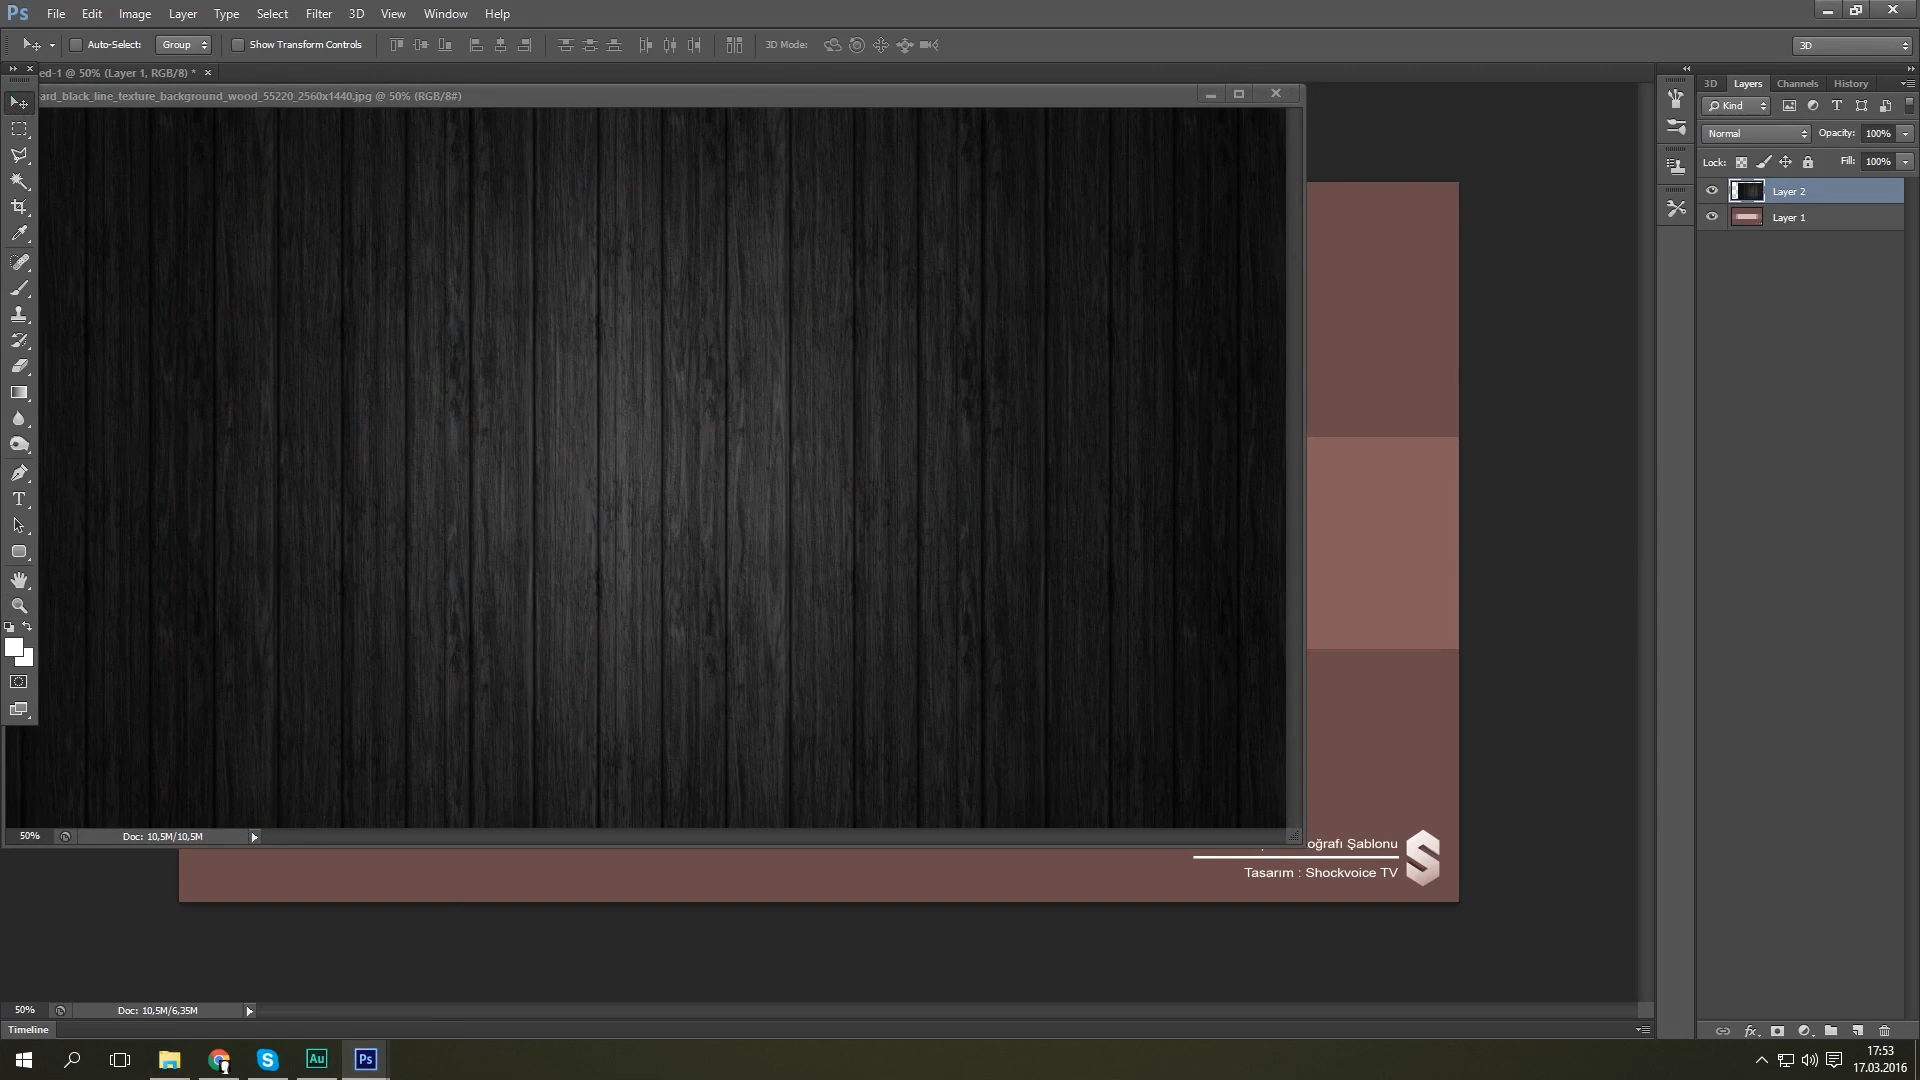 Ps File Edit Image Layer Type Select Filter 3D View Window Help
Auto-Select: Group Show Transform Controls 3D Mode: 3D
ed-1 @ 50% (Layer 1, RGB/8) *
ard_black_line_texture_background_wood_55220_2560x1440.jpg @ 50% (RGB/8#)
3D Layers Channels History
Kind
Normal Opacity: 100%
Lock: Fill: 100%
Layer 2
Layer 1
50% Doc: 10,5M/10,5M
oğrafı Şablonu
Tasarım : Shockvoice TV
50% Doc: 10,5M/6,35M
Timeline
Au Ps
17:53
17.03.2016